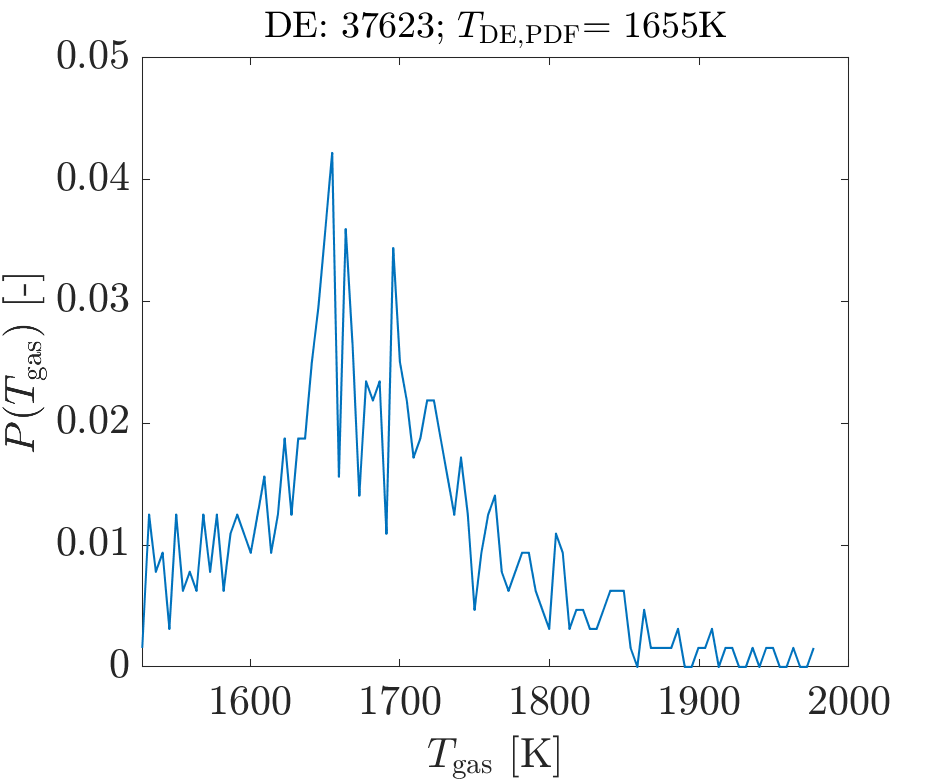 DE: 37623; T_DE,PDF= 1655K
0.05
0.04
0.03
0.02
0.01
0
P(T_gas) [-]
1600 1700 1800 1900 2000
T_gas [K]